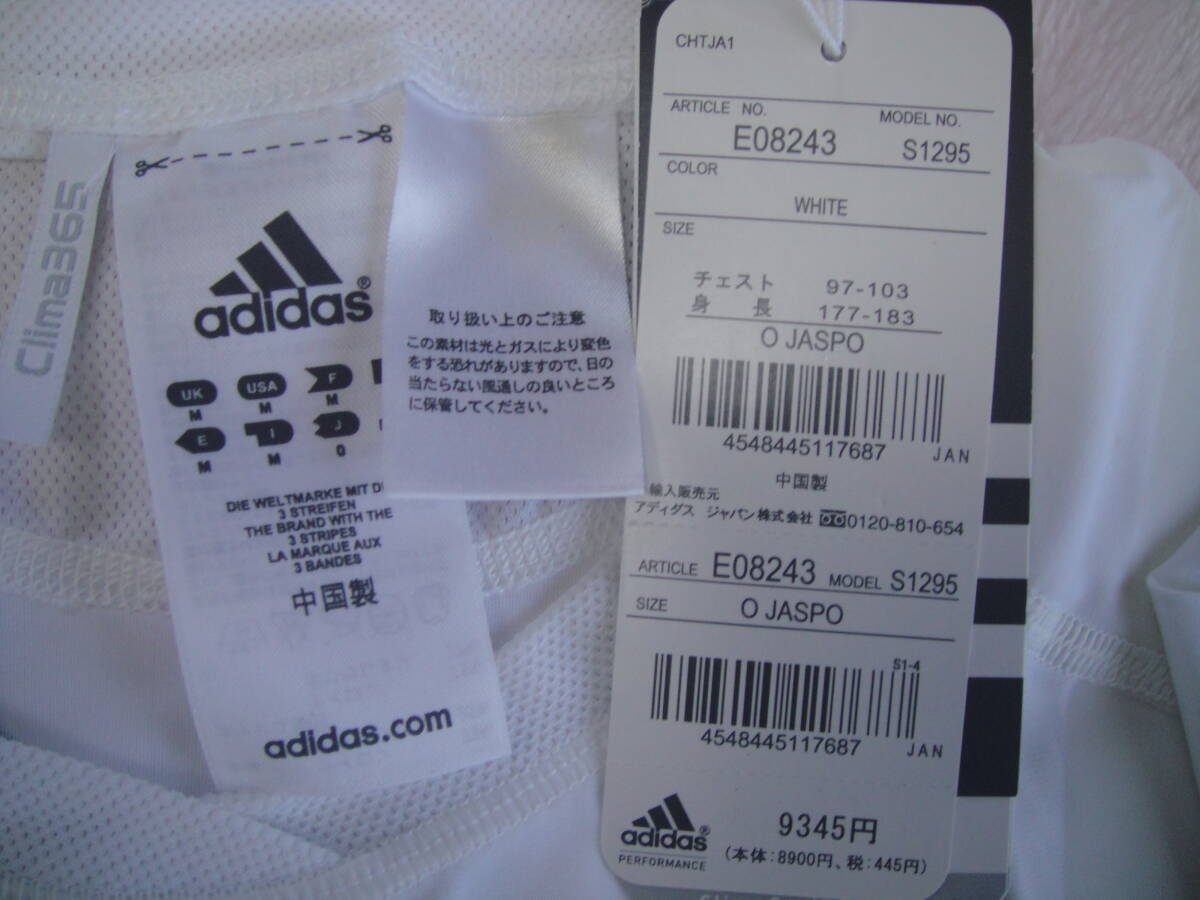 Clima365
adidas®
UK USA F
M M M
E I J
M M O
DIE WELTMARKE MIT D
3 STREIFEN
THE BRAND WITH THE
3 STRIPES
LA MARQUE AUX
3 BANDES
中国製
adidas.com
取り扱い上のご注意
この素材は光とガスにより変色
をする恐れがありますので、日の
当たらない風通しの良いところ
に保管してください。
CHTJA1
ARTICLE NO. MODEL NO.
E08243 S1295
COLOR
WHITE
SIZE
チェスト 97-103
身 長 177-183
O JASPO
4548445117687 JAN
中国製
輸入販売元
アディダス ジャパン株式会社 0120-810-654
ARTICLE E08243 MODEL S1295
SIZE O JASPO
S1-4
4548445117687 JAN
adidas®
PERFORMANCE
9345円
(本体:8900円、税:445円)